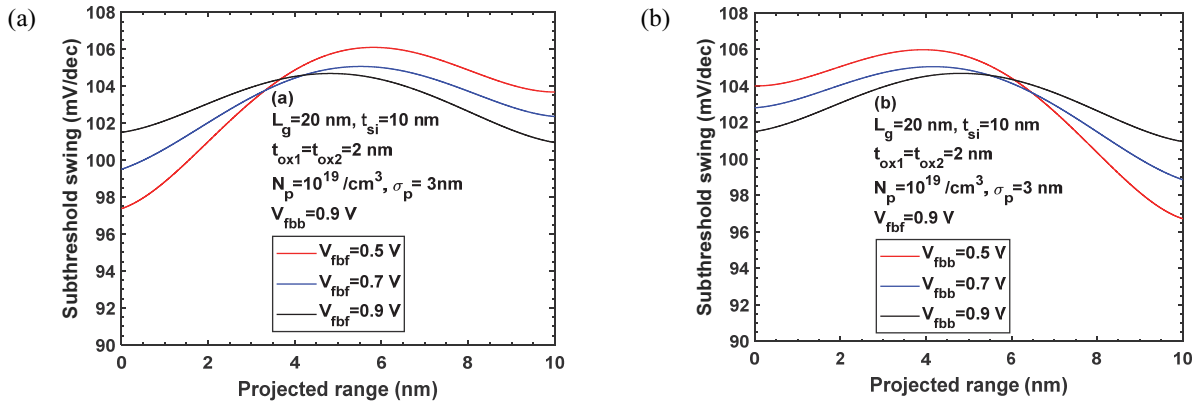 (a)
Subthreshold swing (mV/dec)
108
106
104
102
100
98
96
94
92
90
0 2 4 6 8 10
Projected range (nm)
(a)
L_g=20 nm, t_si=10 nm
t_ox1=t_ox2=2 nm
N_p=10^19 /cm^3, σ_p= 3nm
V_fbb=0.9 V
V_fbf=0.5 V
V_fbf=0.7 V
V_fbf=0.9 V
(b)
Subthreshold swing (mV/dec)
108
106
104
102
100
98
96
94
92
90
0 2 4 6 8 10
Projected range (nm)
(b)
L_g=20 nm, t_si=10 nm
t_ox1=t_ox2=2 nm
N_p=10^19 /cm^3, σ_p=3 nm
V_fbf=0.9 V
V_fbb=0.5 V
V_fbb=0.7 V
V_fbb=0.9 V